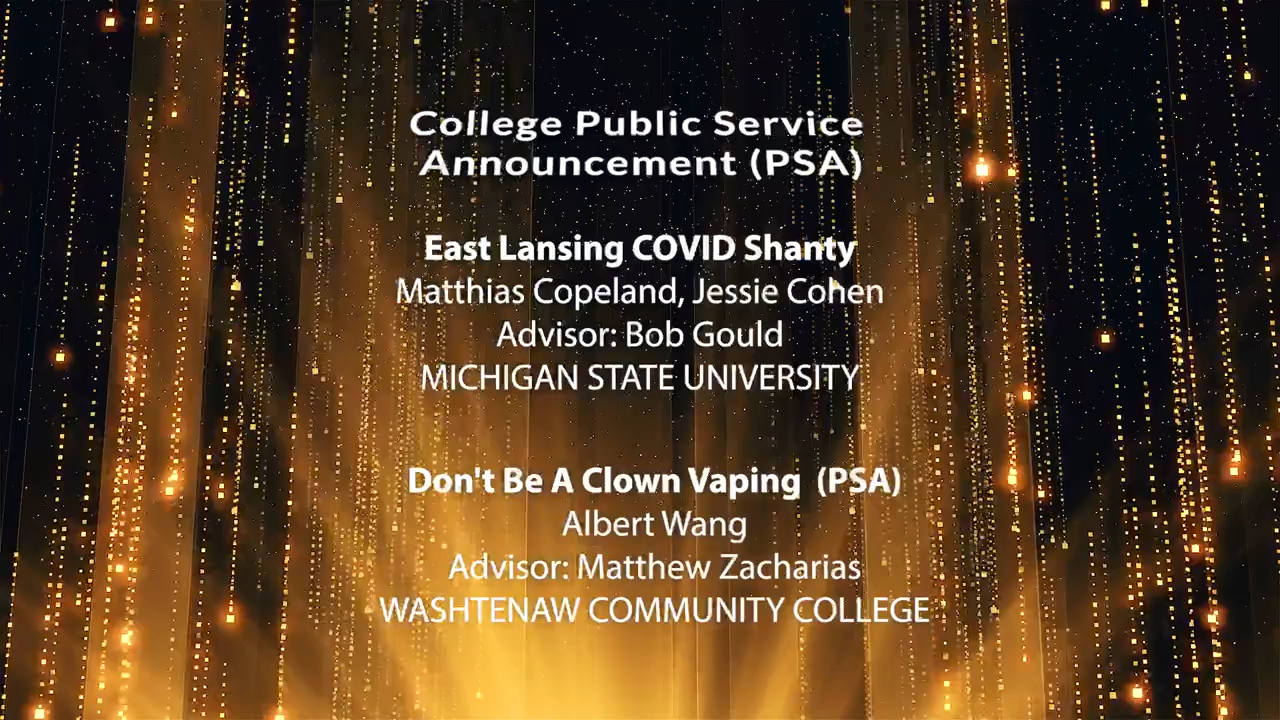 College Public Service
Announcement (PSA)
East Lansing COVID Shanty
Matthias Copeland, Jessie Cohen
Advisor: Bob Gould
MICHIGAN STATE UNIVERSITY
Don't Be A Clown Vaping (PSA)
Albert Wang
Advisor: Matthew Zacharias
WASHTENAW COMMUNITY COLLEGE